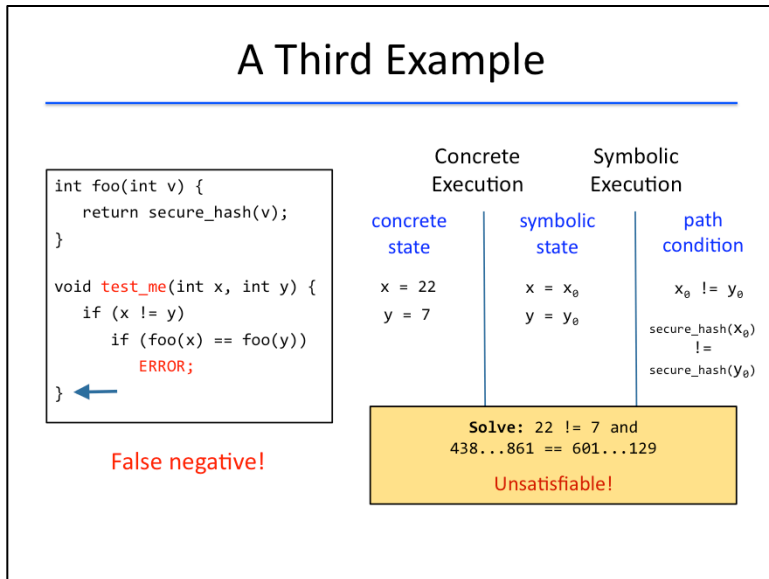 A Third Example
int foo(int v) {
return secure_hash(v);
}
void test_me(int x, int y) {
if (x != y)
if (foo(x) == foo(y))
ERROR;
}
False negative!
Concrete
Execution
Symbolic
Execution
concrete
state
symbolic
state
path
condition
x = 22
y = 7
x = x₀
y = y₀
x₀ != y₀
secure_hash(x₀)
!=
secure_hash(y₀)
Solve: 22 != 7 and
438...861 == 601...129
Unsatisfiable!